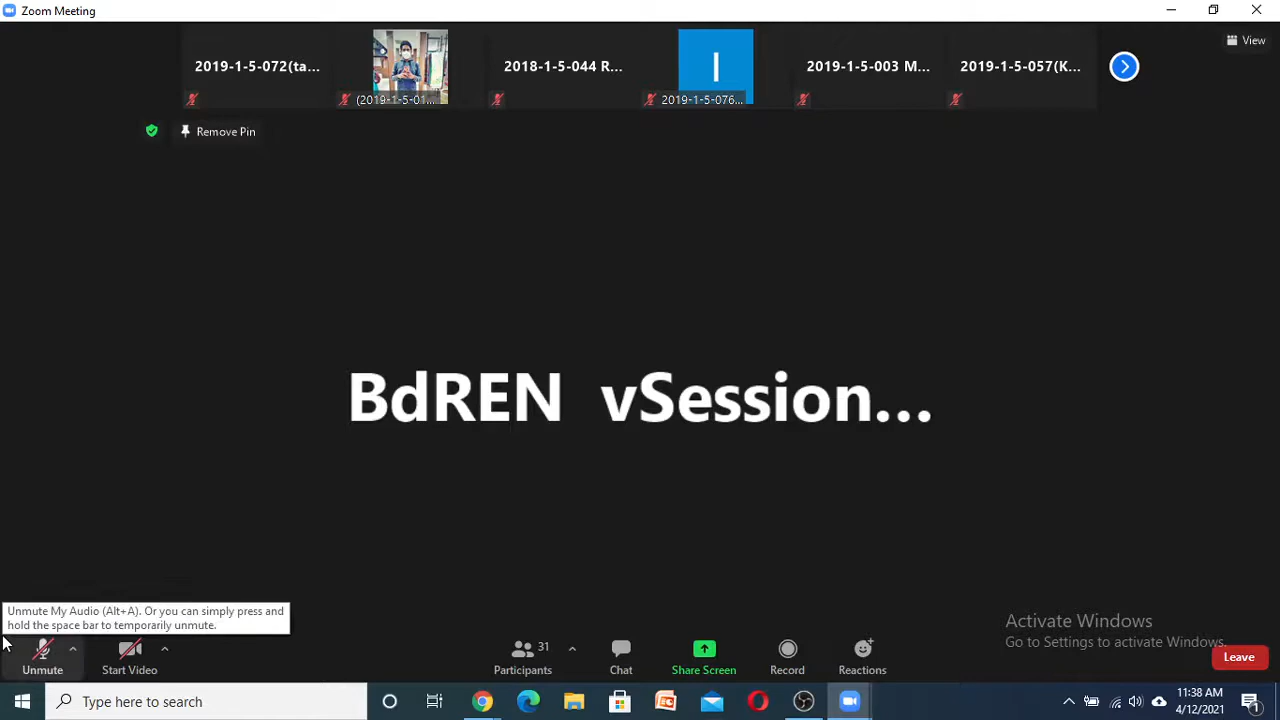 Zoom Meeting
2019-1-5-072(ta...
2018-1-5-044 R...
I
2019-1-5-003 M...
2019-1-5-057(K...
(2019-1-5-01...
2019-1-5-076...
View
Remove Pin
BdREN vSession...
Unmute My Audio (Alt+A). Or you can simply press and
hold the space bar to temporarily unmute.
Unmute
Start Video
Participants
31
Chat
Share Screen
Record
Reactions
Activate Windows
Go to Settings to activate Windows.
Leave
Type here to search
11:38 AM
4/12/2021
1